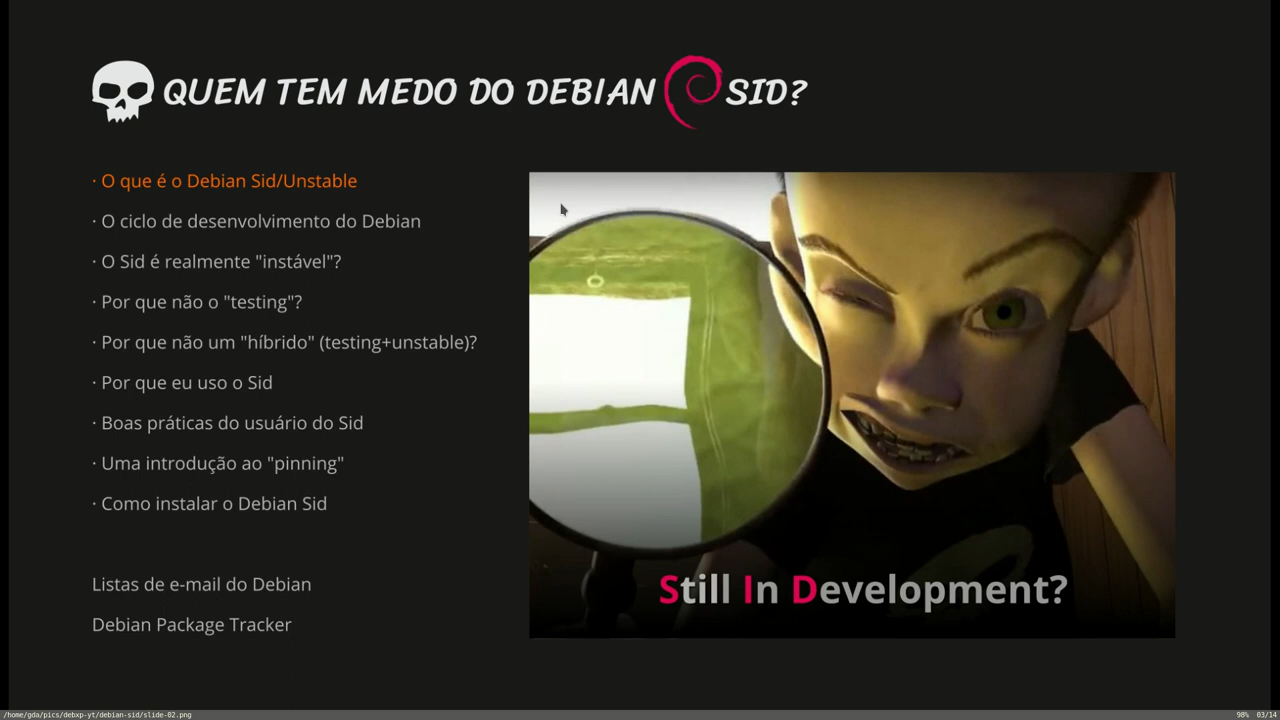 QUEM TEM MEDO DO DEBIAN SID?
· O que é o Debian Sid/Unstable
· O ciclo de desenvolvimento do Debian
· O Sid é realmente "instável"?
· Por que não o "testing"?
· Por que não um "híbrido" (testing+unstable)?
· Por que eu uso o Sid
· Boas práticas do usuário do Sid
· Uma introdução ao "pinning"
· Como instalar o Debian Sid
Listas de e-mail do Debian
Debian Package Tracker
Still In Development?
/home/gda/pics/debxp-yt/debian-sid/slide-02.png
98% 03/14